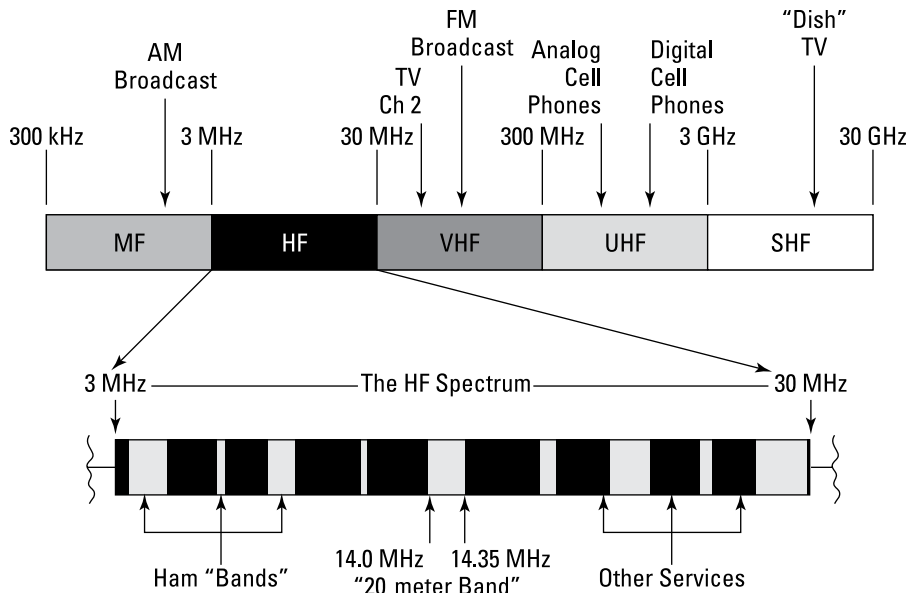 AM
Broadcast
TV
Ch 2
FM
Broadcast
Analog
Cell
Phones
Digital
Cell
Phones
"Dish"
TV
300 kHz
3 MHz
30 MHz
300 MHz
3 GHz
30 GHz
MF
HF
VHF
UHF
SHF
3 MHz
The HF Spectrum
30 MHz
Ham "Bands"
14.0 MHz
14.35 MHz
"20 meter Band"
Other Services